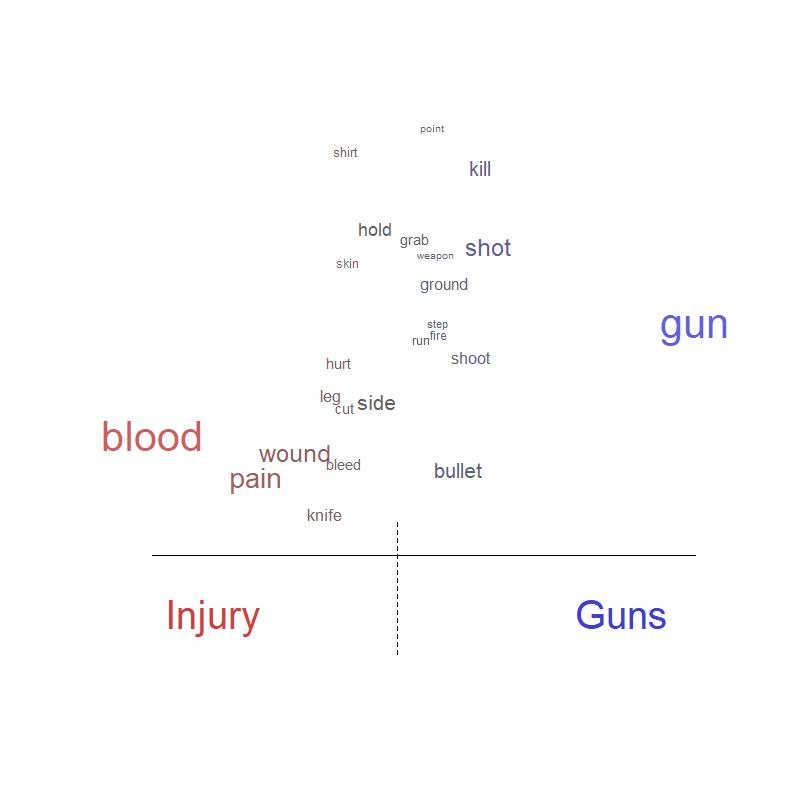 point
shirt
kill
hold
grab
shot
weapon
skin
ground
gun
step
fire
run
shoot
hurt
leg
side
cut
blood
wound
bleed
bullet
pain
knife
Injury
Guns